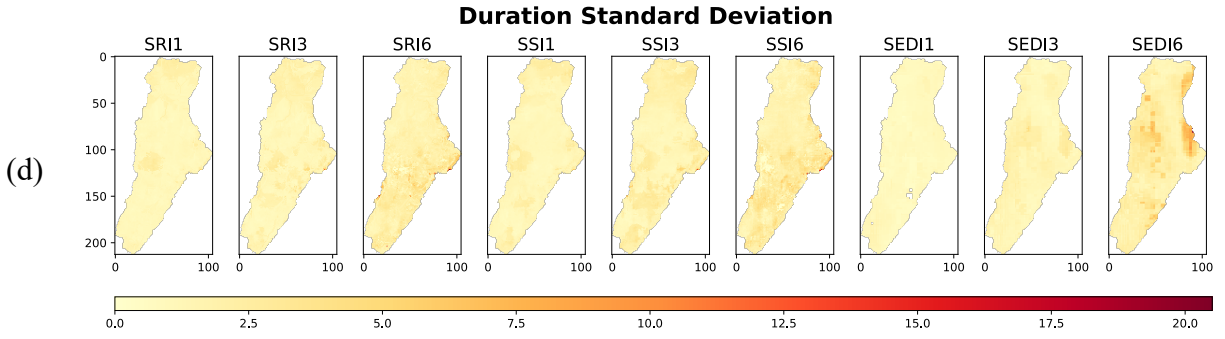 Duration Standard Deviation
SRI1 SRI3 SRI6 SSI1 SSI3 SSI6 SEDI1 SEDI3 SEDI6
0
50
100
150
200
(d)
0 100 0 100 0 100 0 100 0 100 0 100 0 100 0 100 0 100
0.0 2.5 5.0 7.5 10.0 12.5 15.0 17.5 20.0